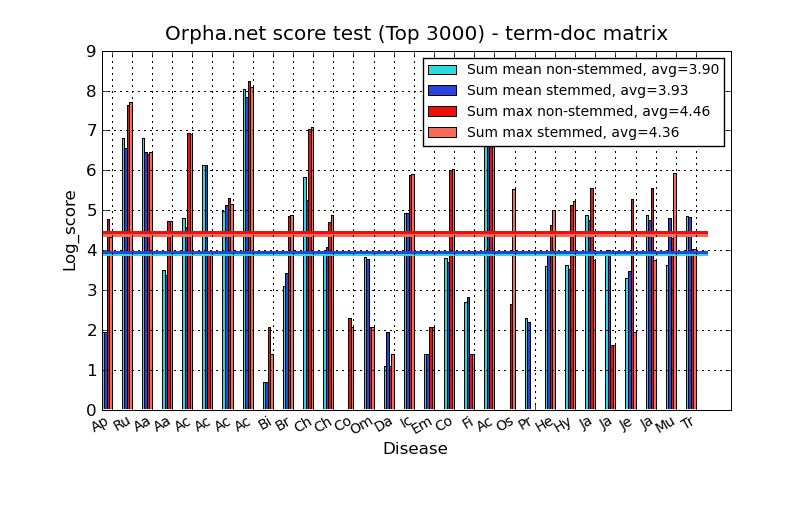 Orpha.net score test (Top 3000) - term-doc matrix
Sum mean non-stemmed, avg=3.90
Sum mean stemmed, avg=3.93
Sum max non-stemmed, avg=4.46
Sum max stemmed, avg=4.36
Log_score
9
8
7
6
5
4
3
2
1
0
Ap Ru Aa Aa Ac Ac Ac Ac Bi Br Ch Ch Co Om Da Ic Em Co Fi Ac Os Pr He Hy Ja Ja Je Ja Mu Tr
Disease